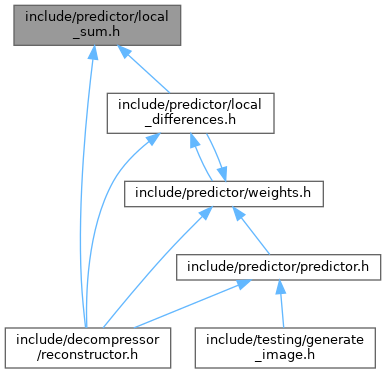 include/predictor/local
_sum.h
include/predictor/local
_differences.h
include/predictor/weights.h
include/predictor/predictor.h
include/decompressor
/reconstructor.h
include/testing/generate
_image.h